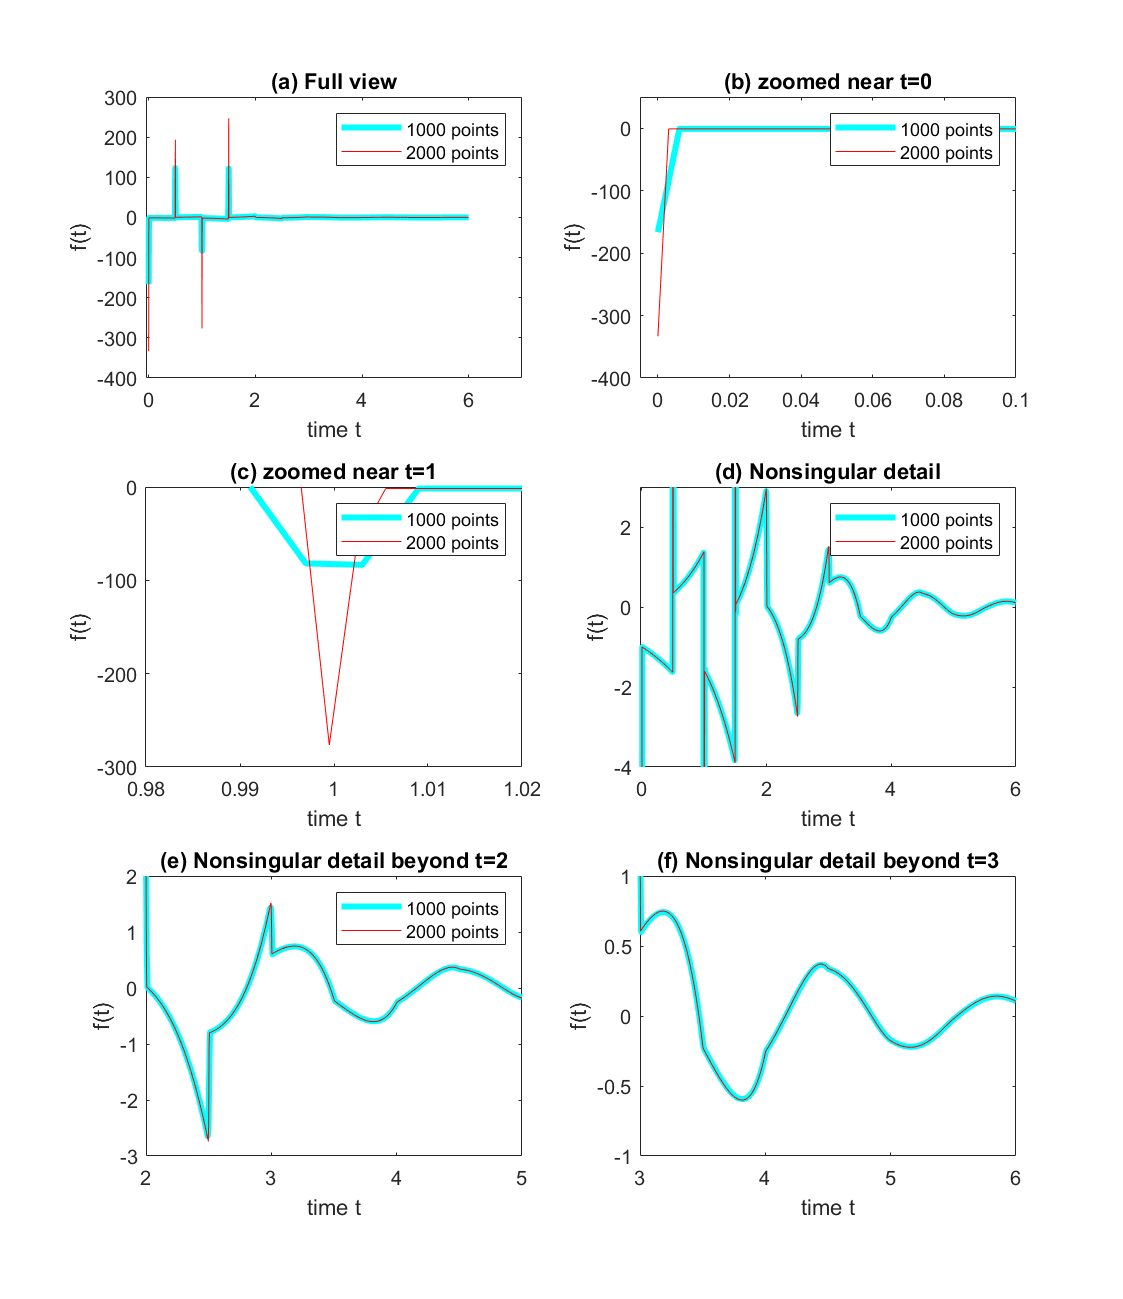 (a) Full view
300
200
100
0
-100
-200
-300
-400
f(t)
1000 points
2000 points
0 2 4 6
time t
(b) zoomed near t=0
0
-100
-200
-300
-400
f(t)
1000 points
2000 points
0 0.02 0.04 0.06 0.08 0.1
time t
(c) zoomed near t=1
0
-100
-200
-300
f(t)
1000 points
2000 points
0.98 0.99 1 1.01 1.02
time t
(d) Nonsingular detail
2
0
-2
-4
f(t)
1000 points
2000 points
0 2 4 6
time t
(e) Nonsingular detail beyond t=2
2
1
0
-1
-2
-3
f(t)
1000 points
2000 points
2 3 4 5
time t
(f) Nonsingular detail beyond t=3
1
0.5
0
-0.5
-1
f(t)
3 4 5 6
time t